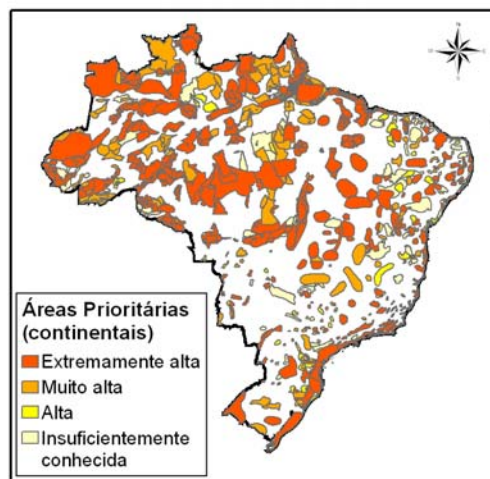 Áreas Prioritárias
(continentais)
Extremamente alta
Muito alta
Alta
Insuficientemente
conhecida